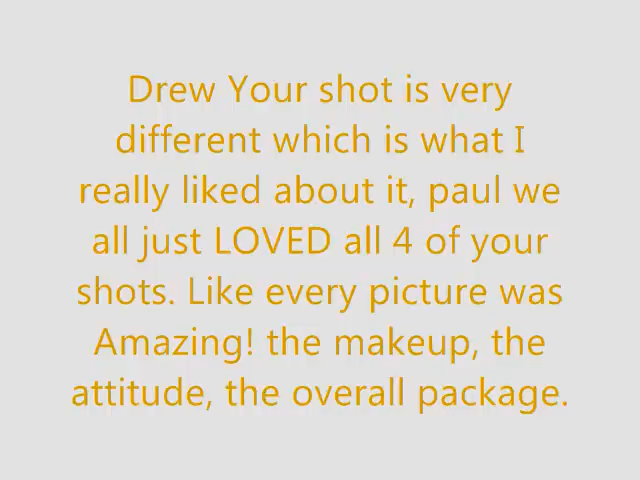 Drew Your shot is very
different which is what I
really liked about it, paul we
all just LOVED all 4 of your
shots. Like every picture was
Amazing! the makeup, the
attitude, the overall package.